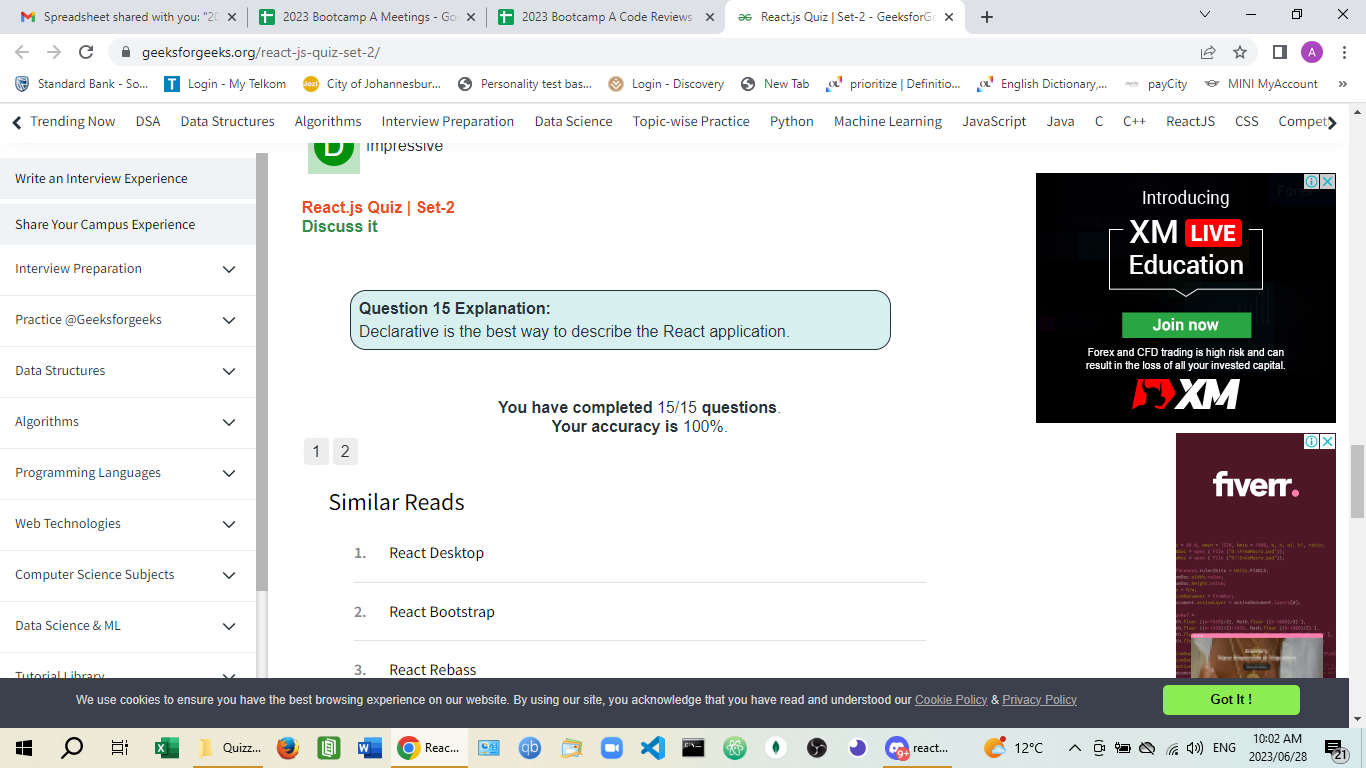 Spreadsheet shared with you: "20
2023 Bootcamp A Meetings - Go
2023 Bootcamp A Code Reviews
React.js Quiz | Set-2 - GeeksforGe
geeksforgeeks.org/react-js-quiz-set-2/
A
Standard Bank - So...
Login - My Telkom
City of Johannesbur...
Personality test bas...
Login - Discovery
New Tab
prioritize | Definitio...
English Dictionary,...
payCity
MINI MyAccount
Trending Now
DSA
Data Structures
Algorithms
Interview Preparation
Data Science
Topic-wise Practice
Python
Machine Learning
JavaScript
Java
C
C++
ReactJS
CSS
Compet
Write an Interview Experience
Share Your Campus Experience
Interview Preparation
Practice @Geeksforgeeks
Data Structures
Algorithms
Programming Languages
Web Technologies
Computer Science Subjects
Data Science & ML
Tutorial Library
D
Impressive
React.js Quiz | Set-2
Discuss it
Question 15 Explanation:
Declarative is the best way to describe the React application.
You have completed 15/15 questions.
Your accuracy is 100%.
1 2
Similar Reads
1. React Desktop
2. React Bootstrap
3. React Rebass
Introducing
XM LIVE
Education
Join now
Forex and CFD trading is high risk and can
result in the loss of all your invested capital.
XM
fiverr.
We use cookies to ensure you have the best browsing experience on our website. By using our site, you acknowledge that you have read and understood our Cookie Policy & Privacy Policy
Got It !
Quizz...
Reac...
react...
12°C
ENG
10:02 AM
2023/06/28
21